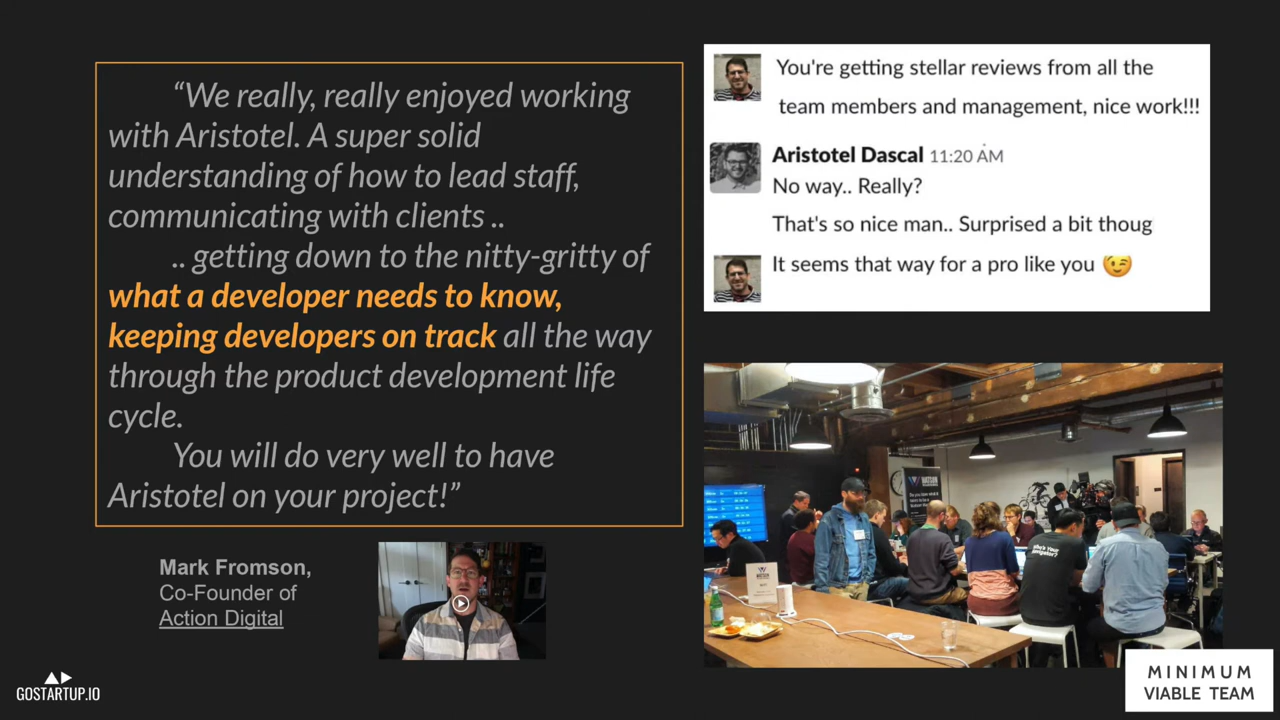 “We really, really enjoyed working
with Aristotel. A super solid
understanding of how to lead staff,
communicating with clients ..
.. getting down to the nitty-gritty of
what a developer needs to know,
keeping developers on track all the way
through the product development life
cycle.
You will do very well to have
Aristotel on your project!”
Mark Fromson,
Co-Founder of
Action Digital
You're getting stellar reviews from all the
team members and management, nice work!!!
Aristotel Dascal 11:20 AM
No way.. Really?
That's so nice man.. Surprised a bit thoug
It seems that way for a pro like you 😉
WATSON
WATSON
Who's Your
GOSTARTUP.IO
MINIMUM
VIABLE TEAM